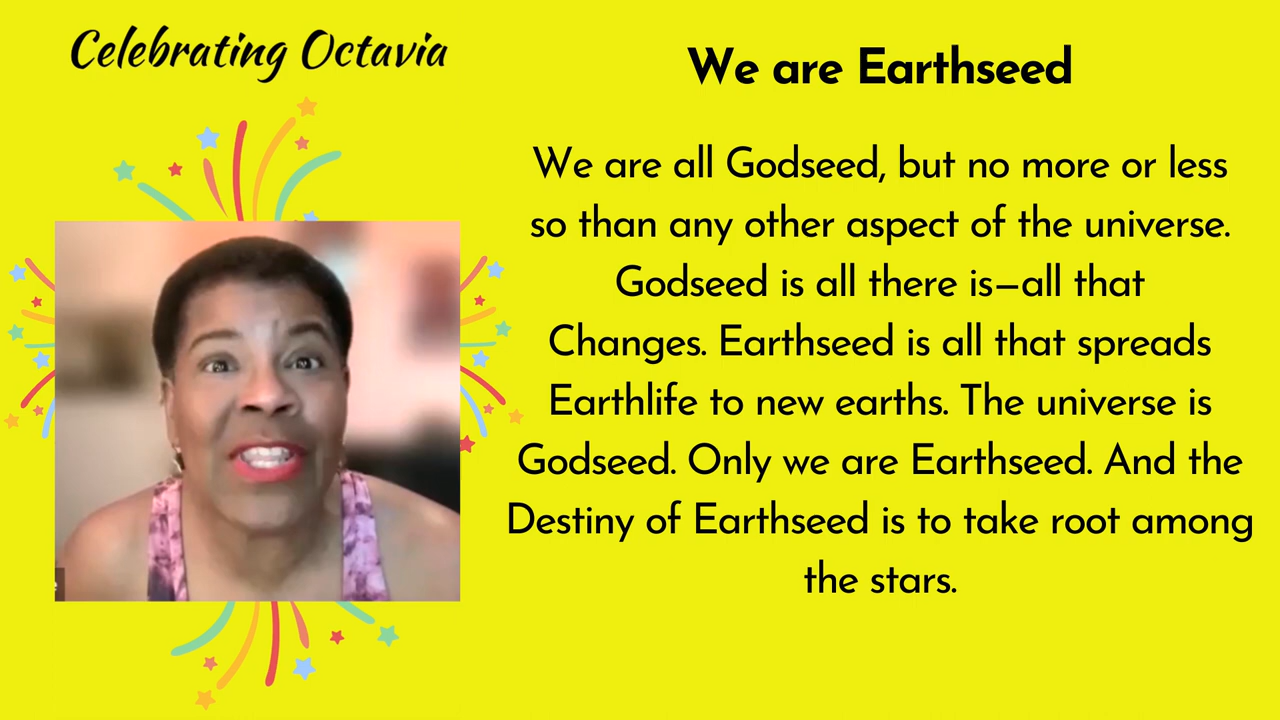 Celebrating Octavia
We are Earthseed
We are all Godseed, but no more or less
so than any other aspect of the universe.
Godseed is all there is—all that
Changes. Earthseed is all that spreads
Earthlife to new earths. The universe is
Godseed. Only we are Earthseed. And the
Destiny of Earthseed is to take root among
the stars.